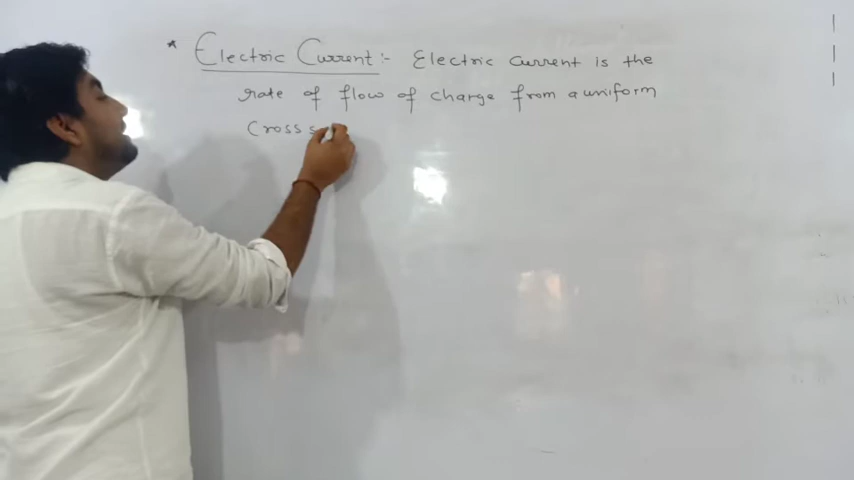 * Electric Current :- Electric Current is the
rate of flow of charge from a uniform
Cross s